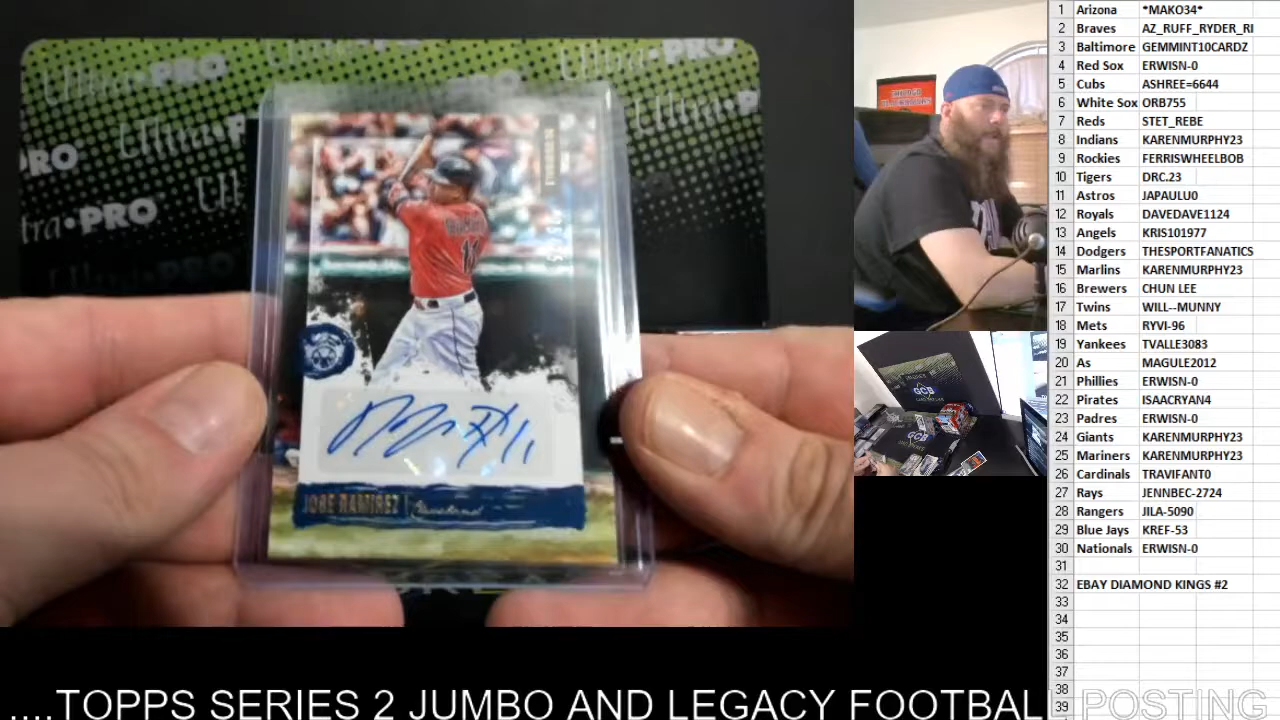 Ultra•PRO
JOSE RAMIREZ | Cleveland
11
GCB
1 Arizona *MAKO34*
2 Braves AZ_RUFF_RYDER_RI
3 Baltimore GEMMINT10CARDZ
4 Red Sox ERWISN-0
5 Cubs ASHREE=6644
6 White Sox ORB755
7 Reds STET_REBE
8 Indians KARENMURPHY23
9 Rockies FERRISWHEELBOB
10 Tigers DRC.23
11 Astros JAPAULU0
12 Royals DAVEDAVE1124
13 Angels KRIS101977
14 Dodgers THESPORTFANATICS
15 Marlins KARENMURPHY23
16 Brewers CHUN LEE
17 Twins WILL--MUNNY
18 Mets RYVI-96
19 Yankees TVALLE3083
20 As MAGULE2012
21 Phillies ERWISN-0
22 Pirates ISAACRYAN4
23 Padres ERWISN-0
24 Giants KARENMURPHY23
25 Mariners KARENMURPHY23
26 Cardinals TRAVIFANT0
27 Rays JENNBEC-2724
28 Rangers JILA-5090
29 Blue Jays KREF-53
30 Nationals ERWISN-0
31
32 EBAY DIAMOND KINGS #2
33
34
35
36
37
38
39
....TOPPS SERIES 2 JUMBO AND LEGACY FOOTBALL POSTING